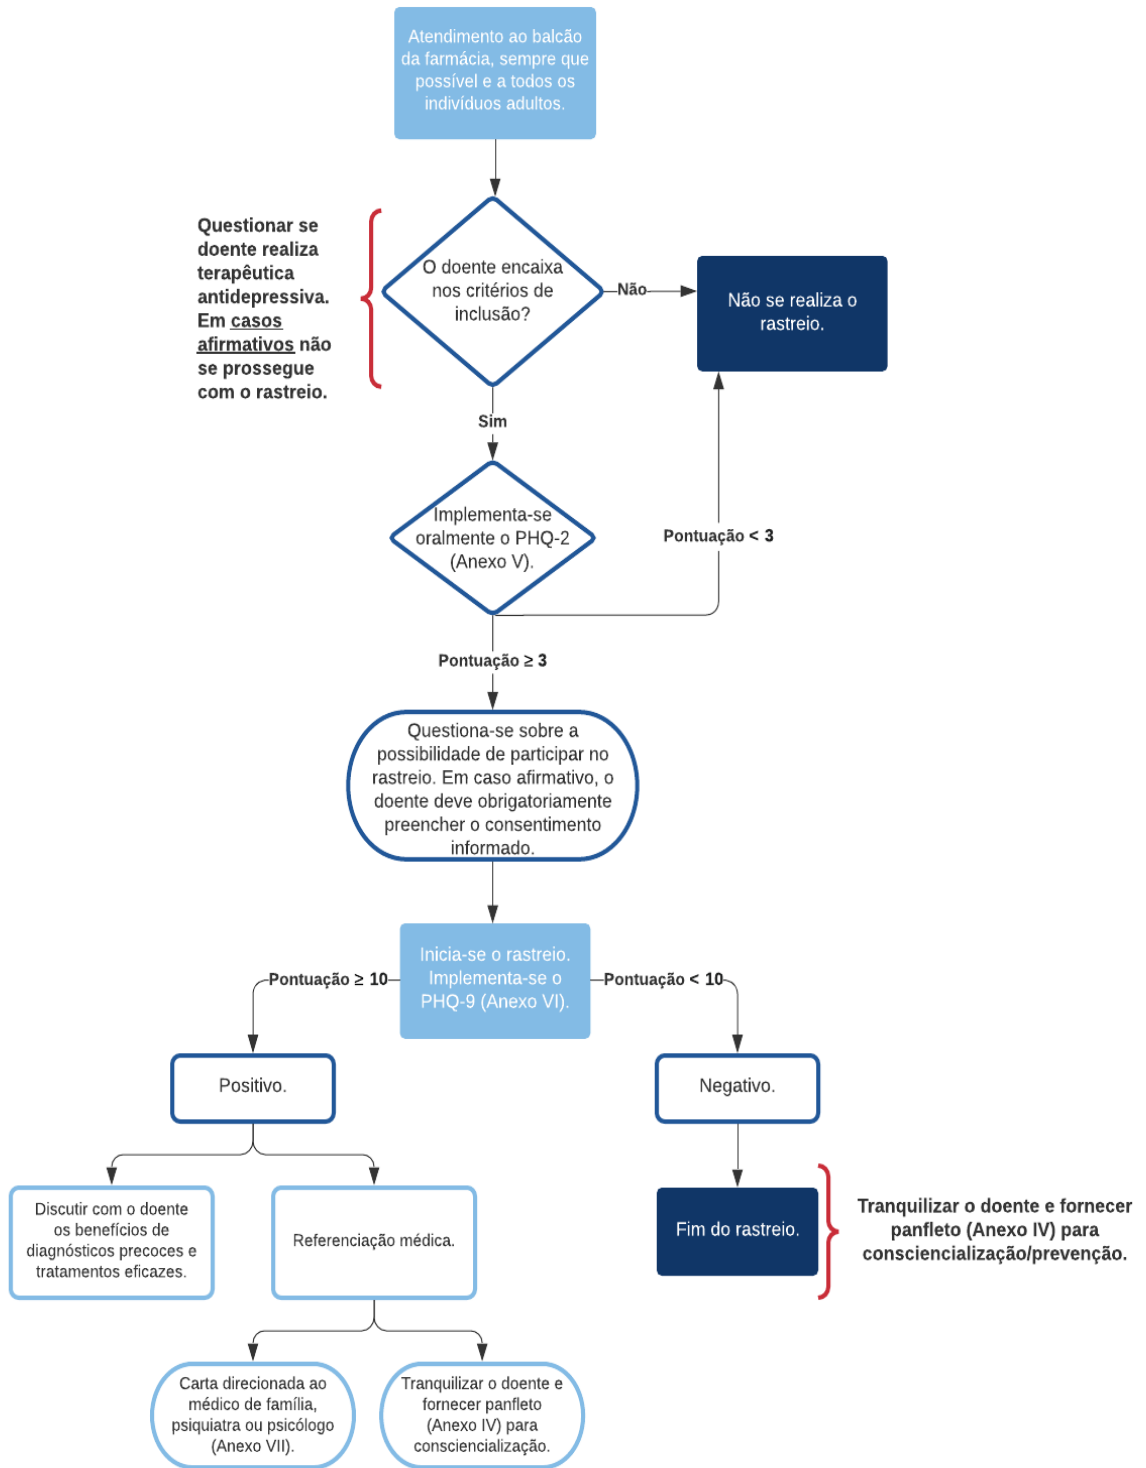 Atendimento ao balcão
da farmácia, sempre que
possível e a todos os
indivíduos adultos.
Questionar se
doente realiza
terapêutica
antidepressiva.
Em casos
afirmativos não
se prossegue
com o rastreio.
O doente encaixa
nos critérios de
inclusão?
Não
Não se realiza o
rastreio.
Sim
Implementa-se
oralmente o PHQ-2
(Anexo V).
Pontuação < 3
Pontuação ≥ 3
Questiona-se sobre a
possibilidade de participar no
rastreio. Em caso afirmativo, o
doente deve obrigatoriamente
preencher o consentimento
informado.
Inicia-se o rastreio.
Implementa-se o
PHQ-9 (Anexo VI).
Pontuação ≥ 10
Pontuação < 10
Positivo.
Negativo.
Discutir com o doente
os benefícios de
diagnósticos precoces e
tratamentos eficazes.
Referenciação médica.
Fim do rastreio.
Tranquilizar o doente e fornecer
panfleto (Anexo IV) para
consciencialização/prevenção.
Carta direcionada ao
médico de família,
psiquiatra ou psicólogo
(Anexo VII).
Tranquilizar o doente e
fornecer panfleto
(Anexo IV) para
consciencialização.